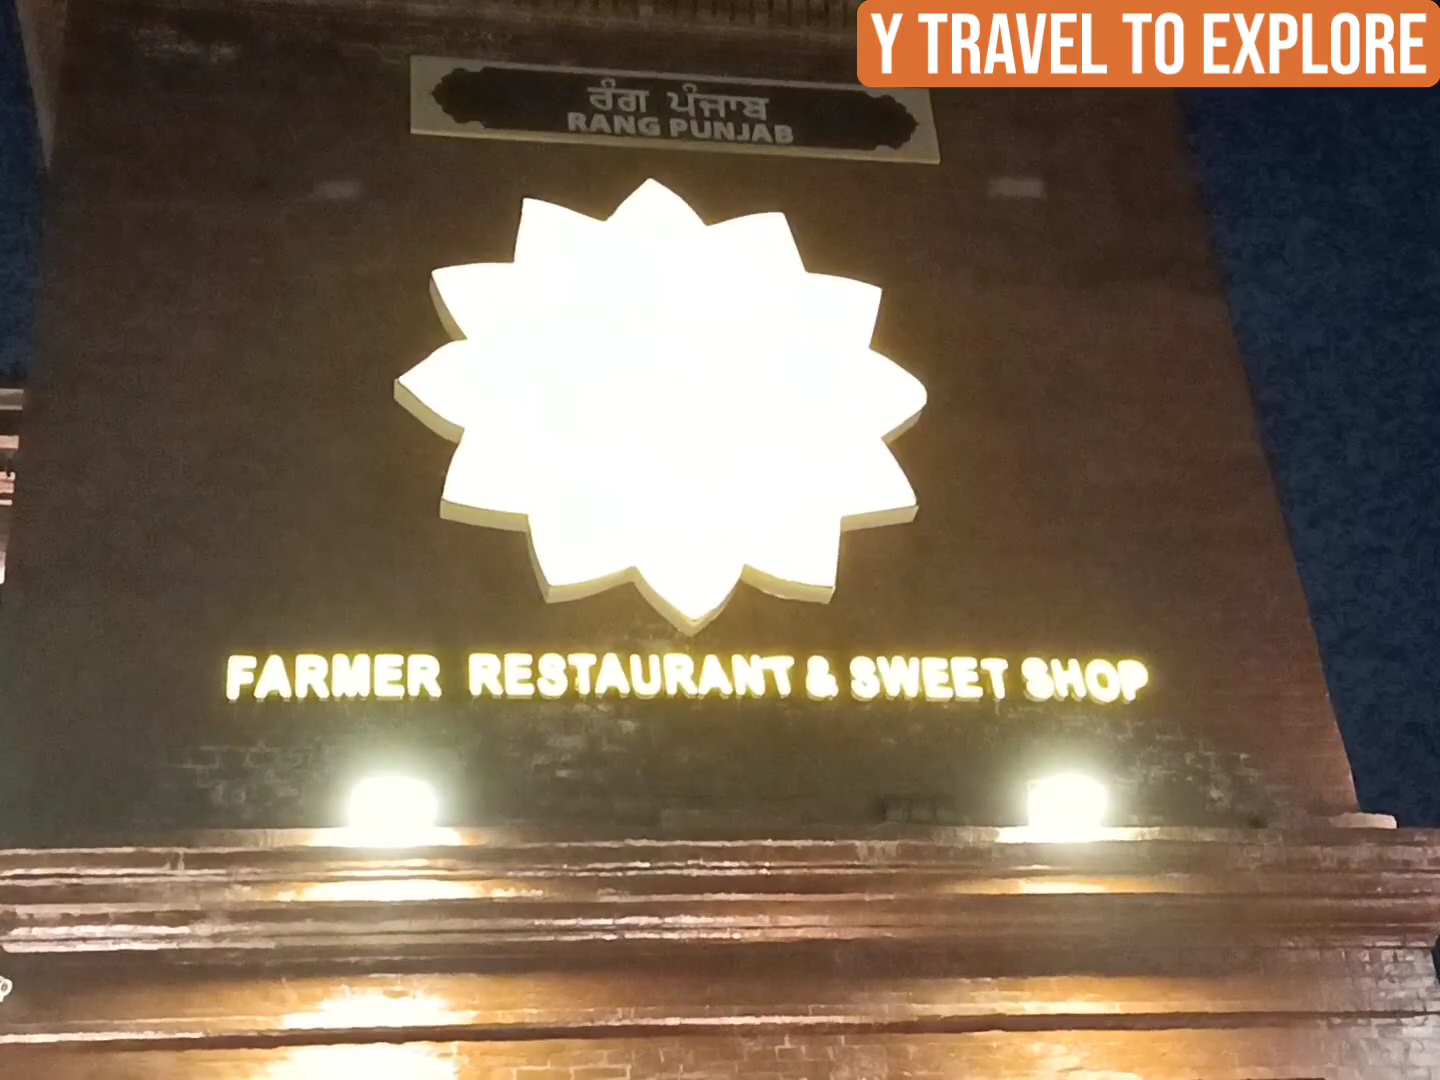 Y TRAVEL TO EXPLORE
ਰੰਗ ਪੰਜਾਬ
RANG PUNJAB
FARMER RESTAURANT & SWEET SHOP